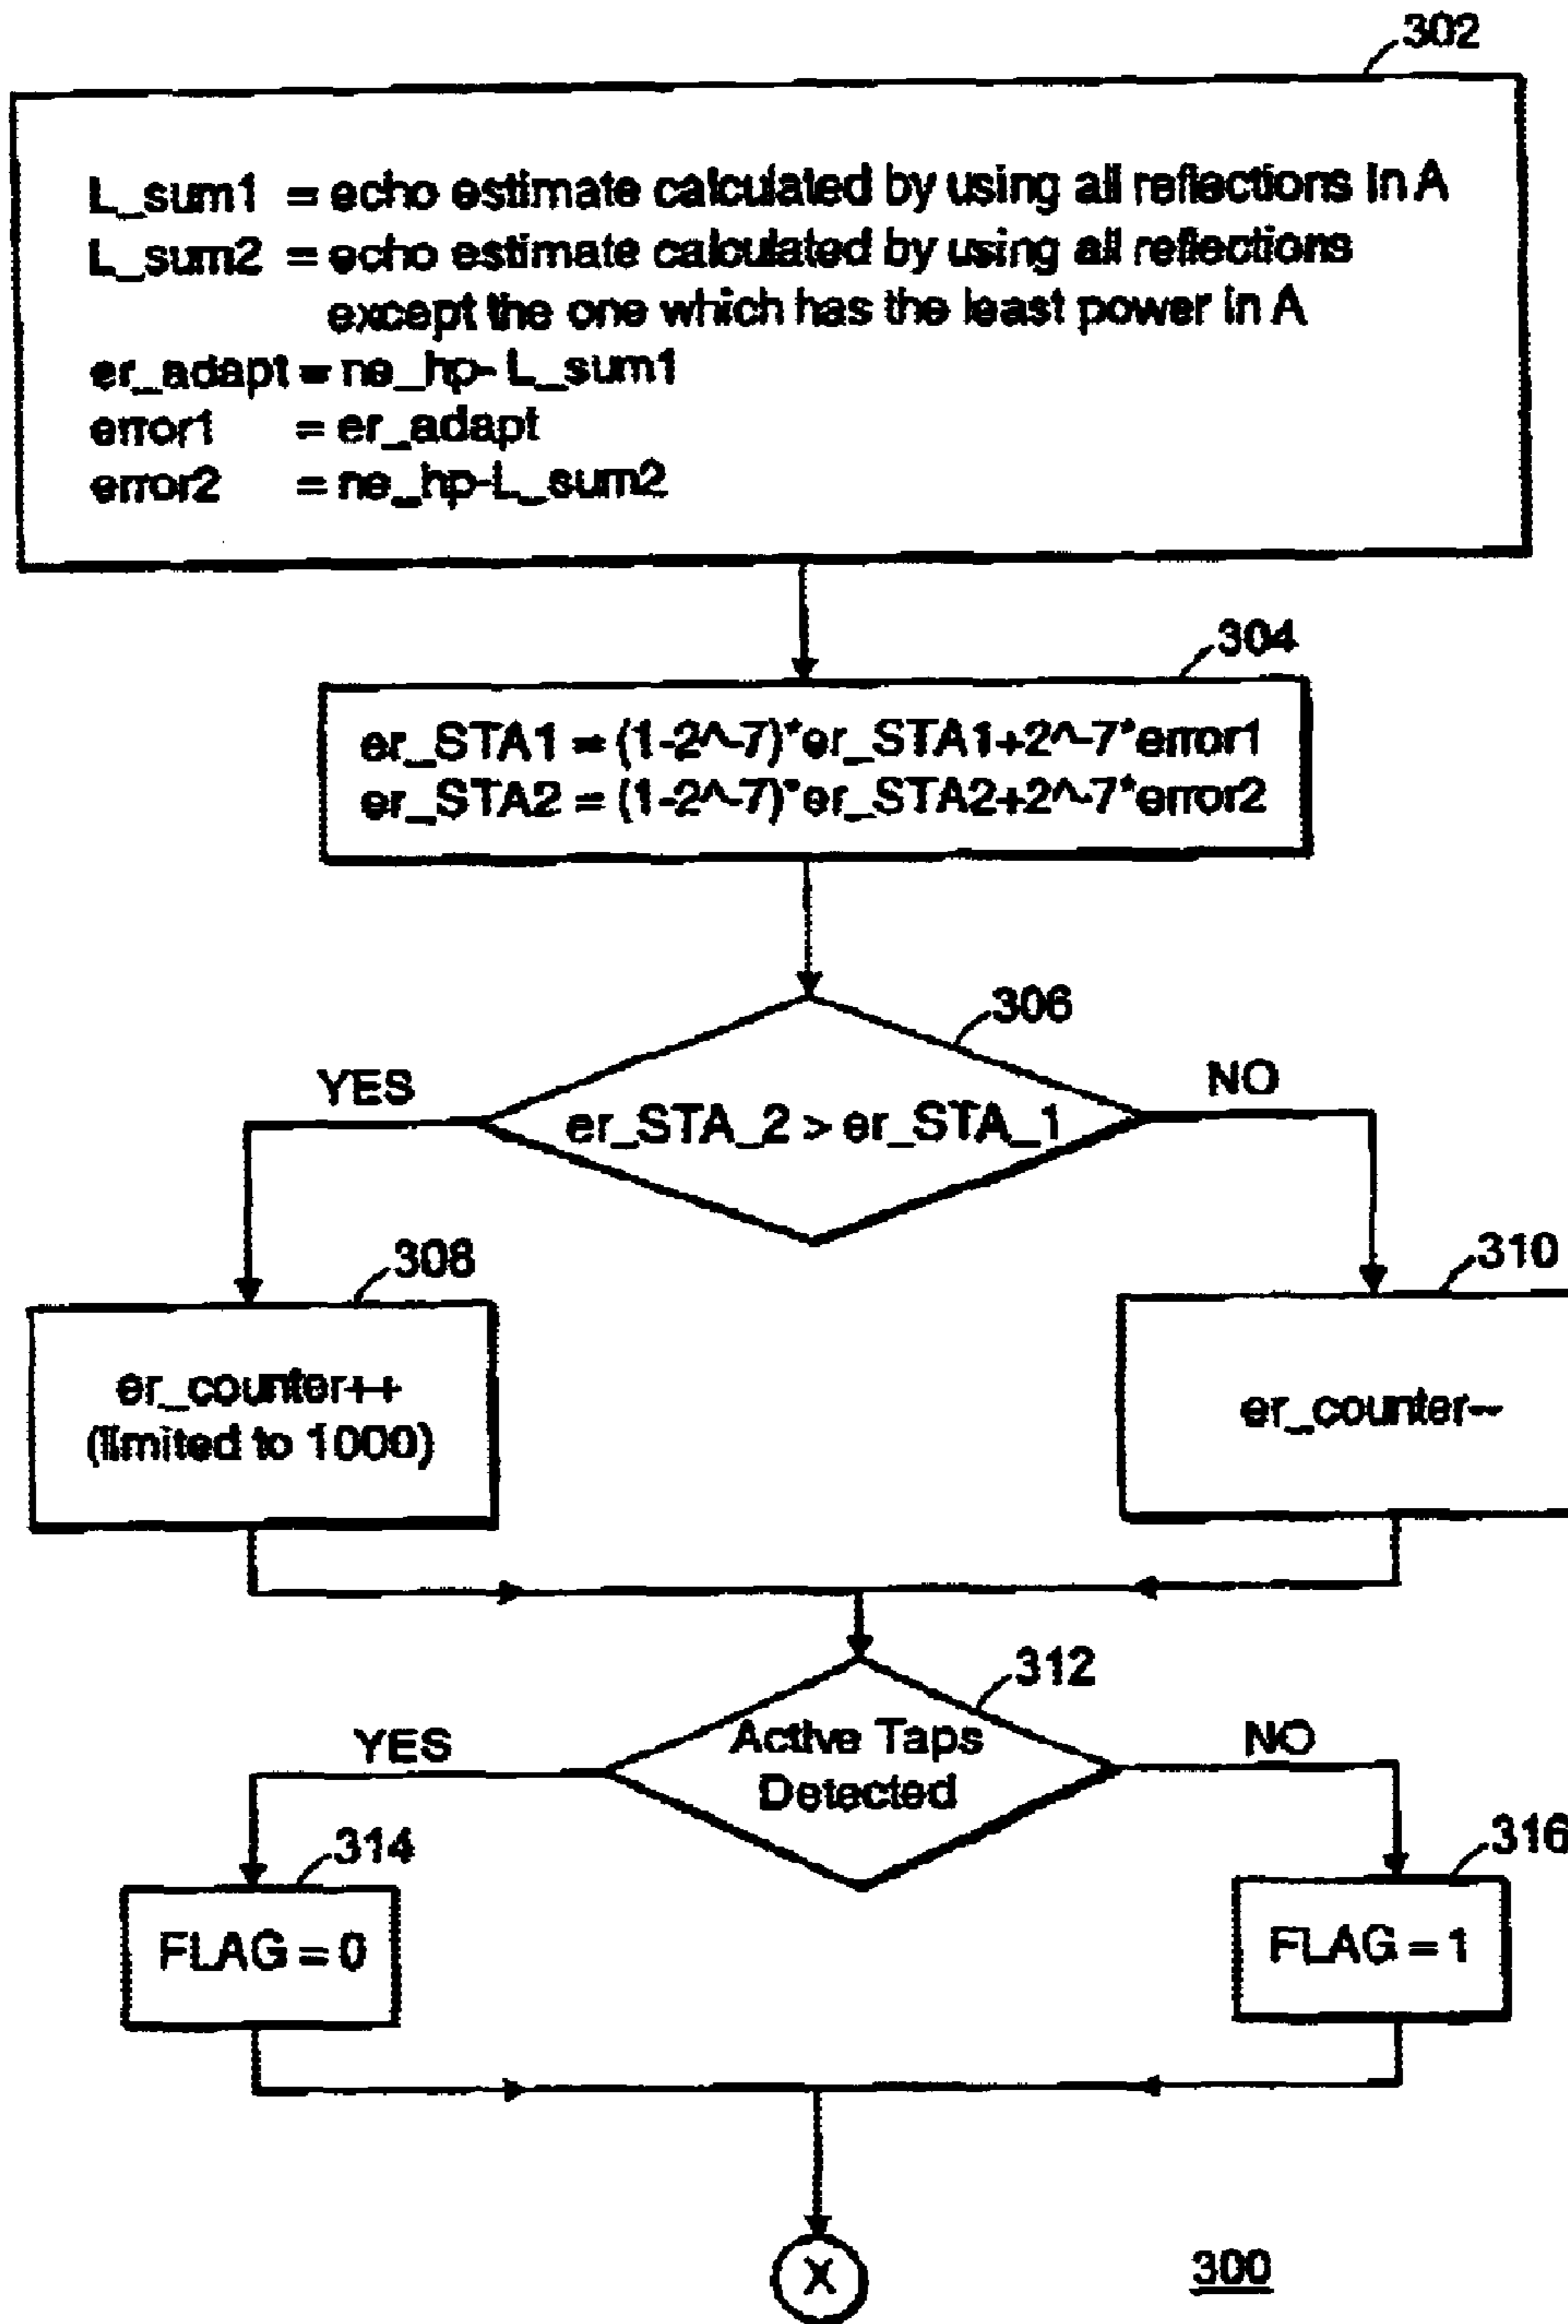 302
L_sum1 = echo estimate calculated by using all reflections in A
L_sum2 = echo estimate calculated by using all reflections
except the one which has the least power in A
er_adapt = ne_hp- L_sum1
error1 = er_adapt
error2 = ne_hp-L_sum2
304
er_STA1 = (1-2^-7)*er_STA1+2^-7*error1
er_STA2 = (1-2^-7)*er_STA2+2^-7*error2
306
YES
NO
er_STA_2 > er_STA_1
308
310
er_counter++
(limited to 1000)
er_counter--
312
YES
NO
Active Taps
Detected
314
316
FLAG = 0
FLAG = 1
X
300